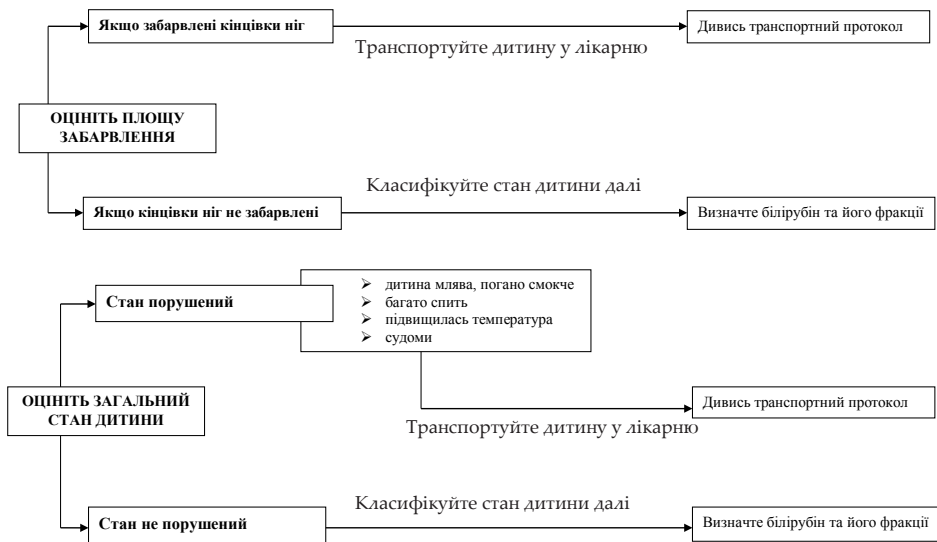 Якщо забарвлені кінцівки ніг
Транспортуйте дитину у лікарню
Дивись транспортний протокол
ОЦІНІТЬ ПЛОЩУ
ЗАБАРВЛЕННЯ
Класифікуйте стан дитини далі
Якщо кінцівки ніг не забарвлені
Визначте білірубін та його фракції
Стан порушений
дитина млява, погано смокче
багато спить
підвищилась температура
судоми
ОЦІНІТЬ ЗАГАЛЬНИЙ
СТАН ДИТИНИ
Дивись транспортний протокол
Транспортуйте дитину у лікарню
Класифікуйте стан дитини далі
Стан не порушений
Визначте білірубін та його фракції